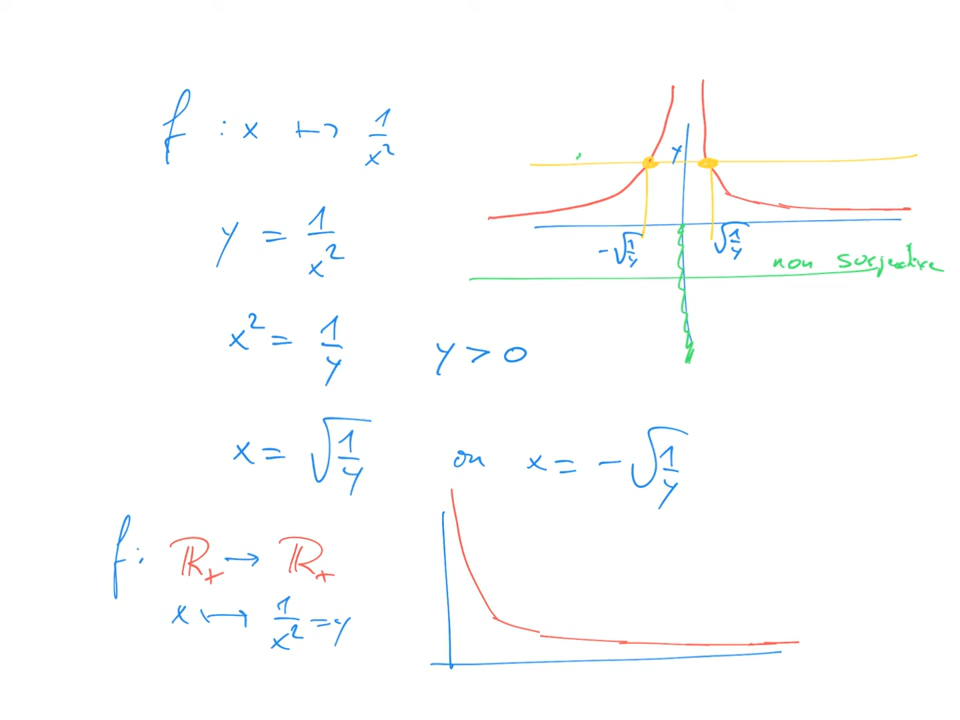 f : x ↦ 1/x²
y = 1/x²
x² = 1/y y > 0
x = √(1/y) ou x = -√(1/y)
f : ℝ₊ → ℝ₊
x ↦ 1/x² = y
y
-√(1/y) √(1/y)
non surjective